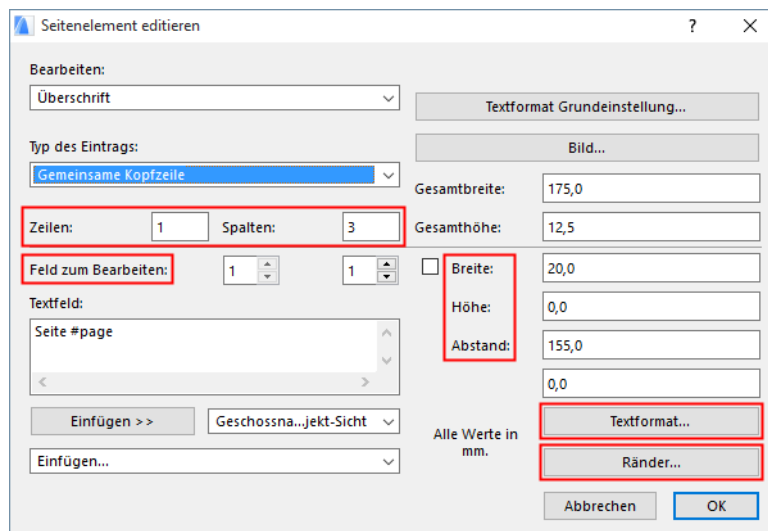 Seitenelement editieren
Bearbeiten:
Überschrift
Textformat Grundeinstellung...
Typ des Eintrags:
Bild...
Gemeinsame Kopfzeile
Gesamtbreite: 175,0
Zeilen: 1 Spalten: 3 Gesamthöhe: 12,5
Feld zum Bearbeiten: 1 1 Breite: 20,0
Textfeld:
Höhe: 0,0
Seite #page
Abstand: 155,0
0,0
Einfügen >> Geschossna...jekt-Sicht
Textformat...
Alle Werte in
mm.
Einfügen...
Ränder...
Abbrechen OK